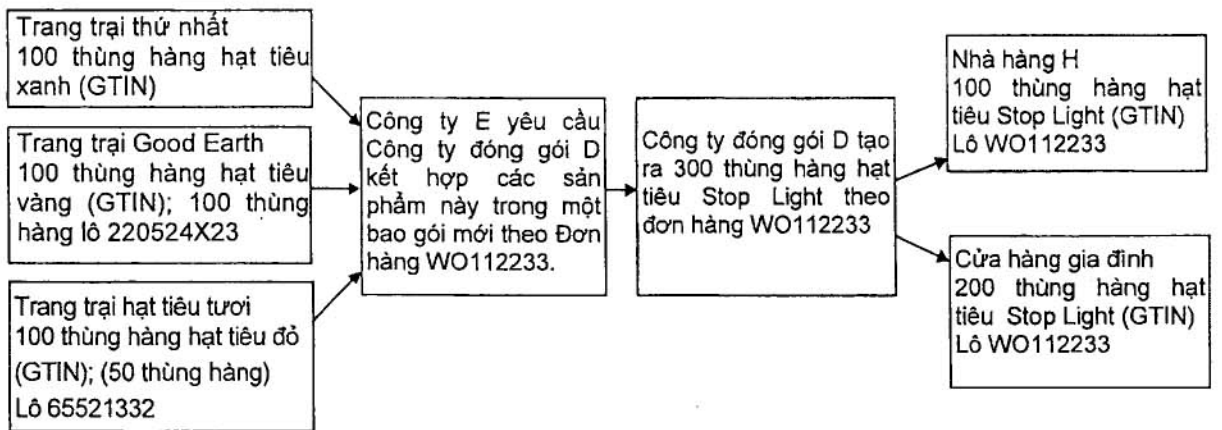 Trang trại thứ nhất
100 thùng hàng hạt tiêu
xanh (GTIN)
Trang trại Good Earth
100 thùng hàng hạt tiêu
vàng (GTIN); 100 thùng
hàng lô 220524X23
Trang trại hạt tiêu tươi
100 thùng hàng hạt tiêu đỏ
(GTIN); (50 thùng hàng)
Lô 65521332
Công ty E yêu cầu
Công ty đóng gói D
kết hợp các sản
phẩm này trong một
bao gói mới theo Đơn
hàng WO112233.
Công ty đóng gói D tạo
ra 300 thùng hàng hạt
tiêu Stop Light theo
đơn hàng WO112233
Nhà hàng H
100 thùng hàng hạt
tiêu Stop Light (GTIN)
Lô WO112233
Cửa hàng gia đình
200 thùng hàng hạt
tiêu Stop Light (GTIN)
Lô WO112233